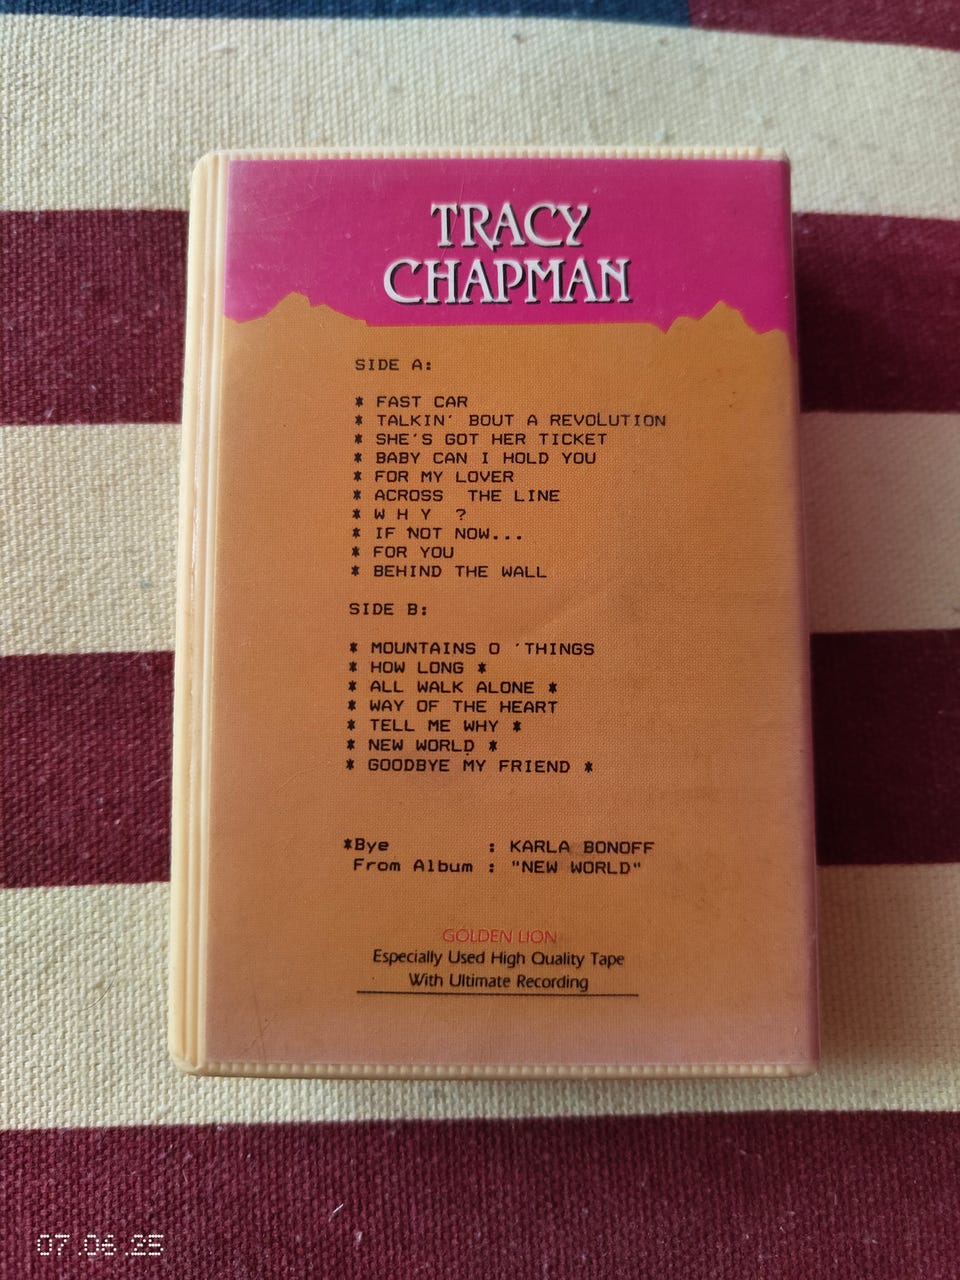 TRACY
CHAPMAN
SIDE A:
* FAST CAR
* TALKIN' BOUT A REVOLUTION
* SHE'S GOT HER TICKET
* BABY CAN I HOLD YOU
* FOR MY LOVER
* ACROSS THE LINE
* W H Y ?
* IF NOT NOW...
* FOR YOU
* BEHIND THE WALL
SIDE B:
* MOUNTAINS O 'THINGS
* HOW LONG *
* ALL WALK ALONE *
* WAY OF THE HEART
* TELL ME WHY *
* NEW WORLD *
* GOODBYE MY FRIEND *
*Bye : KARLA BONOFF
From Album : "NEW WORLD"
GOLDEN LION
Especially Used High Quality Tape
With Ultimate Recording
07.06.25